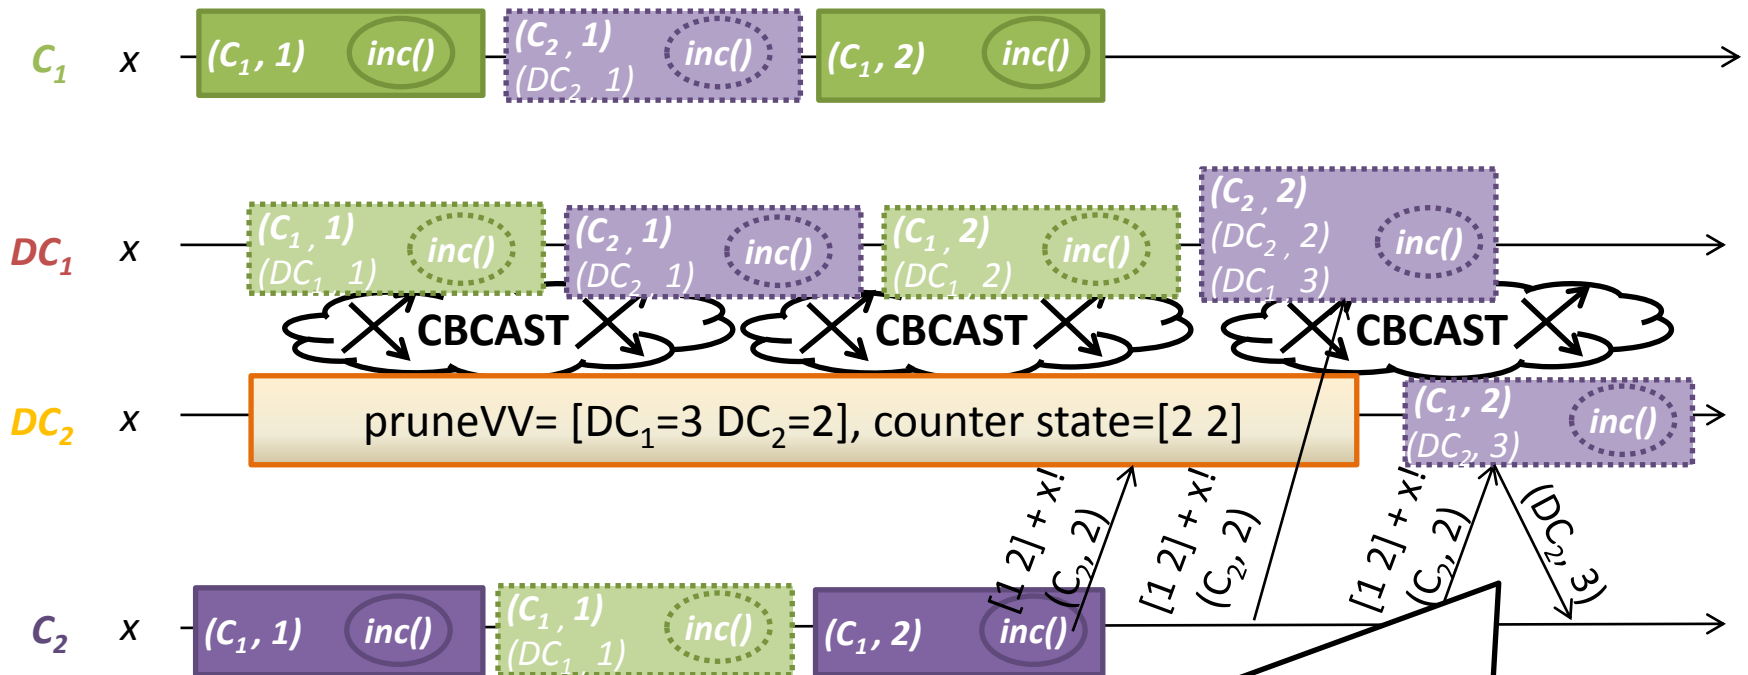 C₁ x (C₁, 1) inc() (C₂, 1) inc() (C₁, 2) inc()
(DC₂, 1)
(C₂, 2)
(C₁, 1) inc() (C₂, 1) inc() (C₁, 2) inc() (DC₂, 2) inc()
DC₁ x (DC₁, 1) (DC₂, 1) (DC₁, 2) (DC₁, 3)
CBCAST CBCAST CBCAST
DC₂ x pruneVV= [DC₁=3 DC₂=2], counter state=[2 2] (C₁, 2) inc()
(DC₂, 3)
[1 2] + x!
(C₂, 2)
[1 2] + x!
(C₂, 2)
[1 2] + x!
(C₂, 2)
(DC₂, 3)
C₂ x (C₁, 1) inc() (C₁, 1) inc() (C₁, 2) inc()
(DC₁, 1)